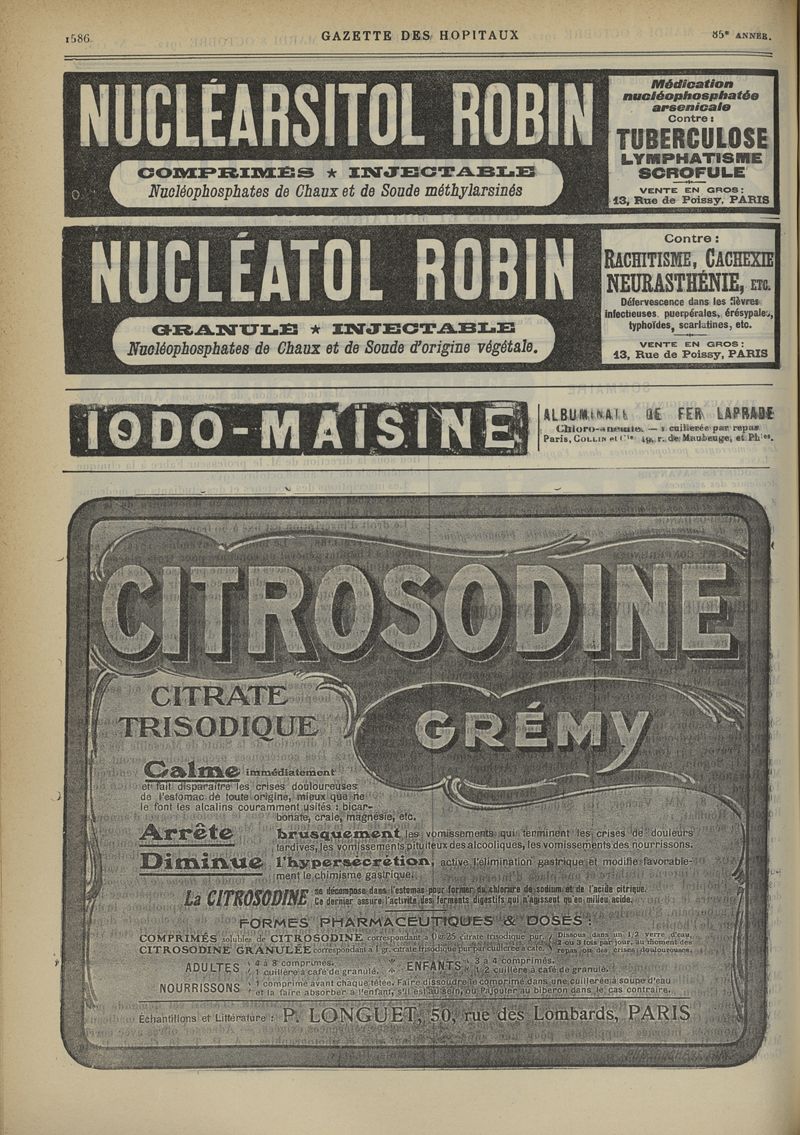 1586
GAZETTE DES HOPITAUX
85e ANNÉE.
NUCLÉARSITOL ROBIN
COMPRIMÉS ★ INJECTABLE
Nucléophosphates de Chaux et de Soude méthylarsinés
Médication
nucléophosphatée
arsenicale
Contre :
TUBERCULOSE
LYMPHATISME
SCROFULE
VENTE EN GROS :
13, Rue de Poissy, PARIS
NUCLÉATOL ROBIN
GRANULÉ ★ INJECTABLE
Nucléophosphates de Chaux et de Soude d'origine végétale.
Contre :
RACHITISME, CACHEXIE
NEURASTHÉNIE, ETC.
Défervescence dans les fièvres
infectieuses, puerpérales, érésypales,
typhoïdes, scarlatines, etc.
VENTE EN GROS :
13, Rue de Poissy, PARIS
IODO-MAÏSINE
ALBUMINATE DE FER LAPRADE
Chloro-anémie. — 1 cuillerée par repas
Paris, COLLIN et Cie 49, r. de Maubeuge, et Phies.
CITROSODINE
CITRATE
TRISODIQUE
GRÉMY
Calme immédiatement
et fait disparaître les crises douloureuses
de l'estomac de toute origine, mieux que ne
le font les alcalins couramment usités : bicar-
bonate, craie, magnésie, etc.
Arrête brusquement les vomissements qui terminent les crises de douleurs
tardives, les vomissements pituiteux des alcooliques, les vomissements des nourrissons.
Diminue l'hypersécrétion, active l'élimination gastrique et modifie favorable-
ment le chimisme gastrique.
La CITROSODINE se décompose dans l'estomac pour former du chlorure de sodium et de l'acide citrique.
Ce dernier assure l'activité des ferments digestifs qui n'agissent qu'en milieu acide.
FORMES PHARMACEUTIQUES & DOSES :
COMPRIMÉS solubles de CITROSODINE correspondant à 0 gr. 25 citrate trisodique pur.
CITROSODINE GRANULÉE correspondant à 1 gr. citrate trisodique pur par cuillerée à café.
Dissous dans un 1/2 verre d'eau,
2 ou 3 fois par jour, au moment des
repas ou des crises douloureuses.
ADULTES 4 à 8 comprimés.
1 cuillère à café de granulé.
ENFANTS 3 à 4 comprimés.
1/2 cuillère à café de granulé.
NOURRISSONS 1 comprimé avant chaque tétée. Faire dissoudre le comprimé dans une cuillerée à soupe d'eau
et la faire absorber à l'enfant, s'il est au sein, ou l'ajouter au biberon dans le cas contraire.
Échantillons et Littérature : P. LONGUET, 50, rue des Lombards, PARIS